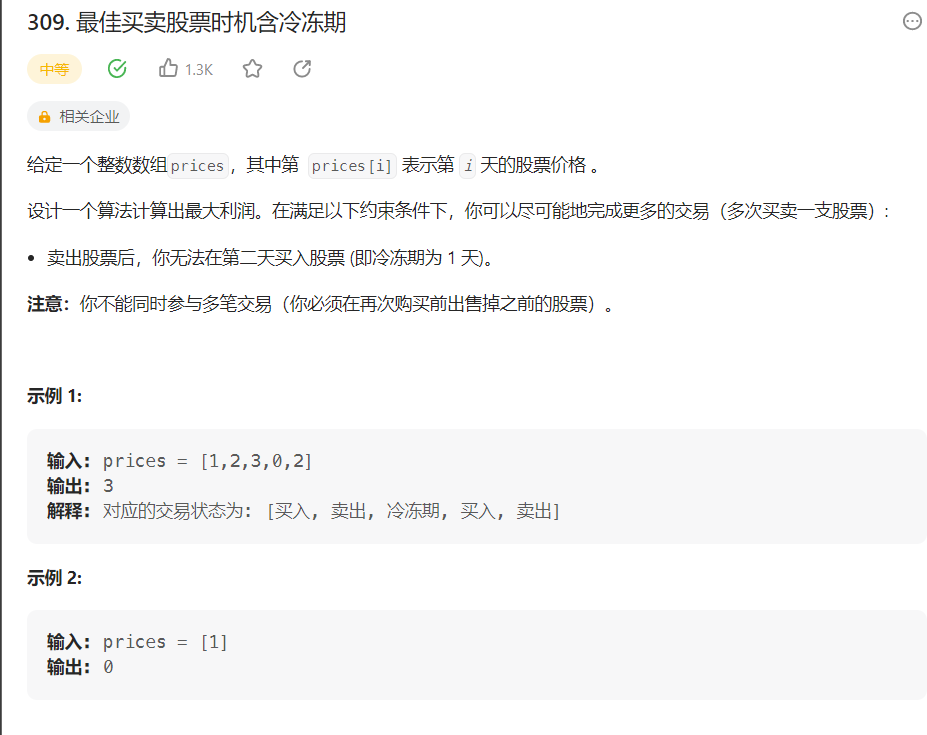 309. 最佳买卖股票时机含冷冻期
中等 1.3K
相关企业
给定一个整数数组prices，其中第 prices[i] 表示第 i 天的股票价格 。
设计一个算法计算出最大利润。在满足以下约束条件下，你可以尽可能地完成更多的交易（多次买卖一支股票）:
• 卖出股票后，你无法在第二天买入股票 (即冷冻期为 1 天)。
注意：你不能同时参与多笔交易（你必须在再次购买前出售掉之前的股票）。
示例 1:
输入: prices = [1,2,3,0,2]
输出: 3
解释: 对应的交易状态为: [买入, 卖出, 冷冻期, 买入, 卖出]
示例 2:
输入: prices = [1]
输出: 0